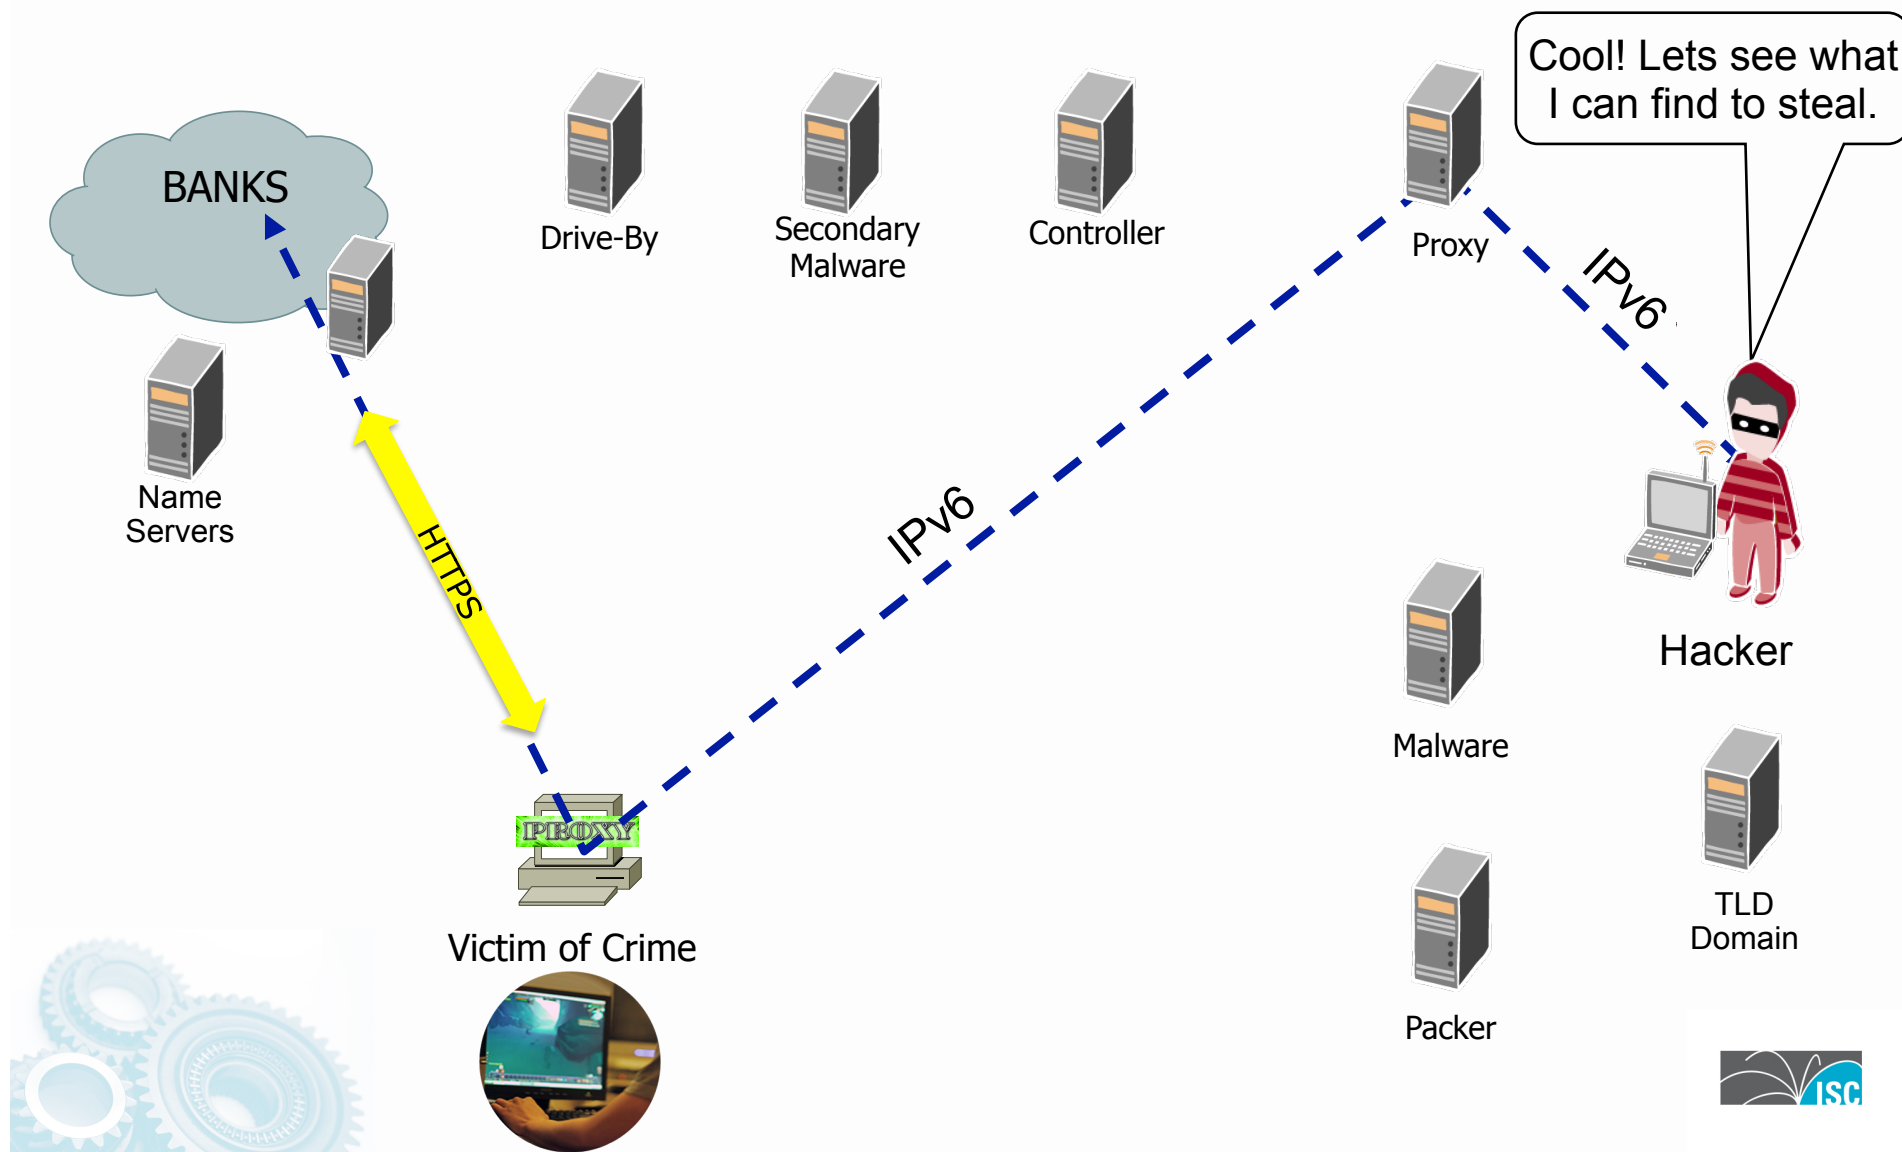 Cool! Lets see what
I can find to steal.
BANKS
Drive-By
Secondary
Malware
Controller
Proxy
IPv6
Name
Servers
HTTPS
IPv6
PROXY
Hacker
Malware
TLD
Domain
Victim of Crime
Packer
ISC